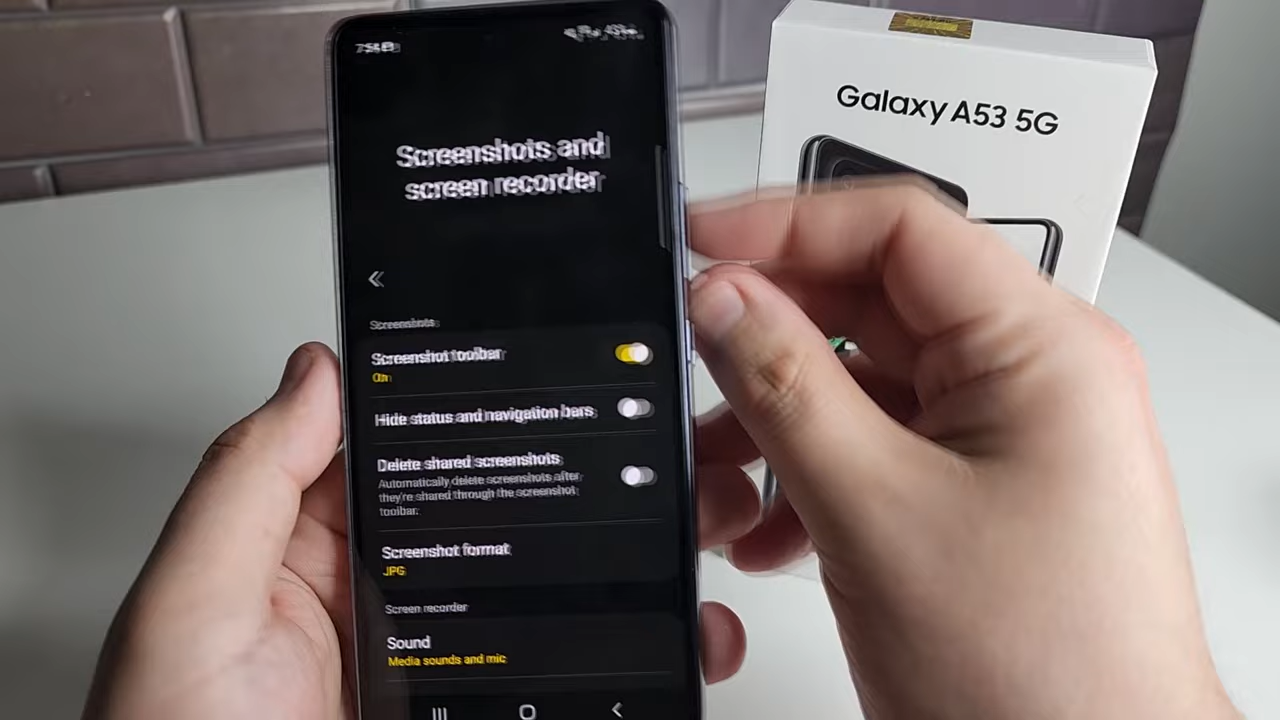 Galaxy A53 5G
Screenshots and
screen recorder
Screenshots
Screenshot toolbar
On
Hide status and navigation bars
Delete shared screenshots
Automatically delete screenshots after
they're shared through the screenshot
toolbar.
Screenshot format
JPG
Screen recorder
Sound
Media sounds and mic